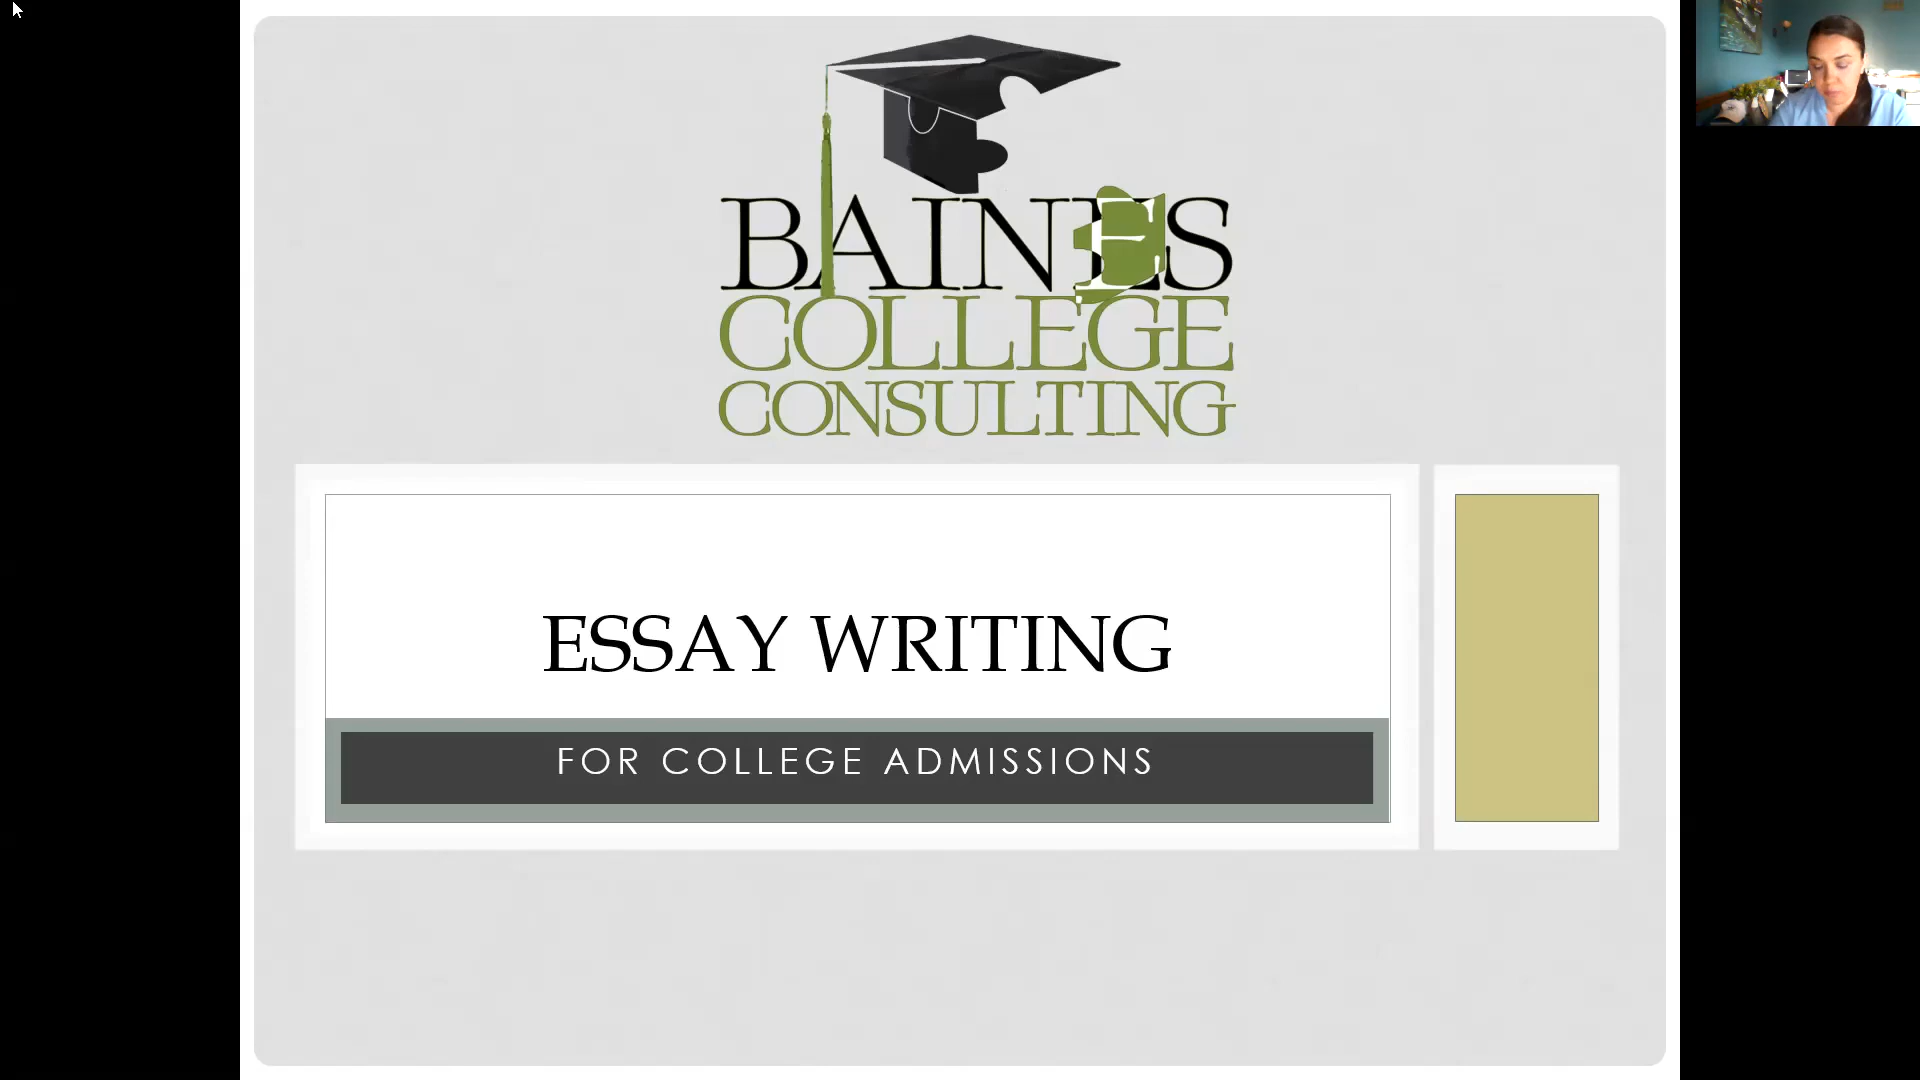 BAINES
COLLEGE
CONSULTING
ESSAY WRITING
FOR COLLEGE ADMISSIONS